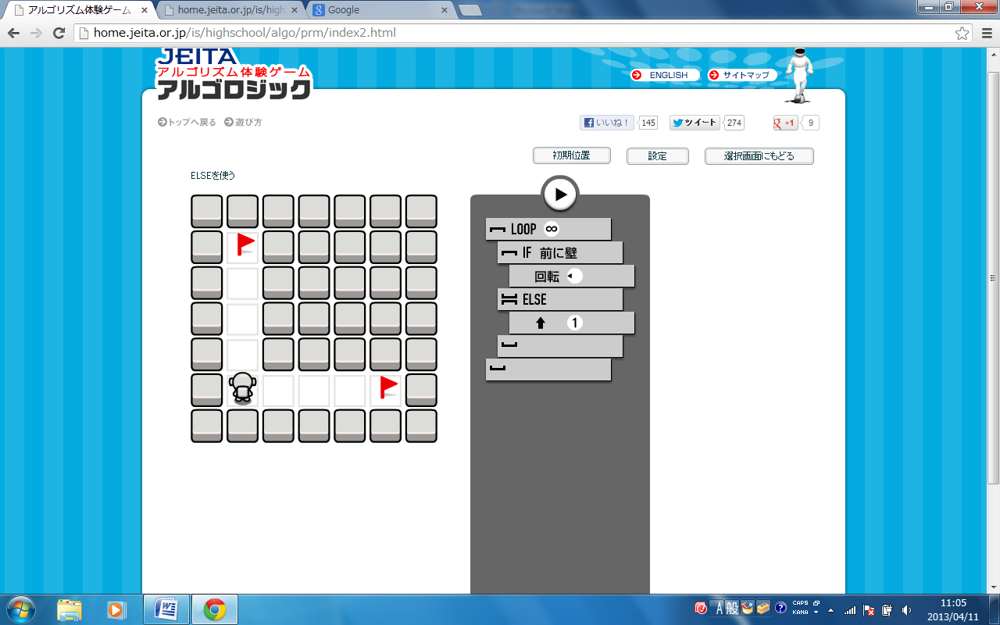 アルゴリズム体験ゲーム
home.jeita.or.jp/is/high
Google
home.jeita.or.jp/is/highschool/algo/prm/index2.html
JEITA
アルゴリズム体験ゲーム
アルゴロジック
ENGLISH
サイトマップ
トップへ戻る 遊び方
いいね！ 145 ツイート 274 +1 9
初期位置 設定 選択画面にもどる
ELSEを使う
LOOP ∞
IF 前に壁
回転
ELSE
1
A 般 CAPS
KANA
11:05
2013/04/11